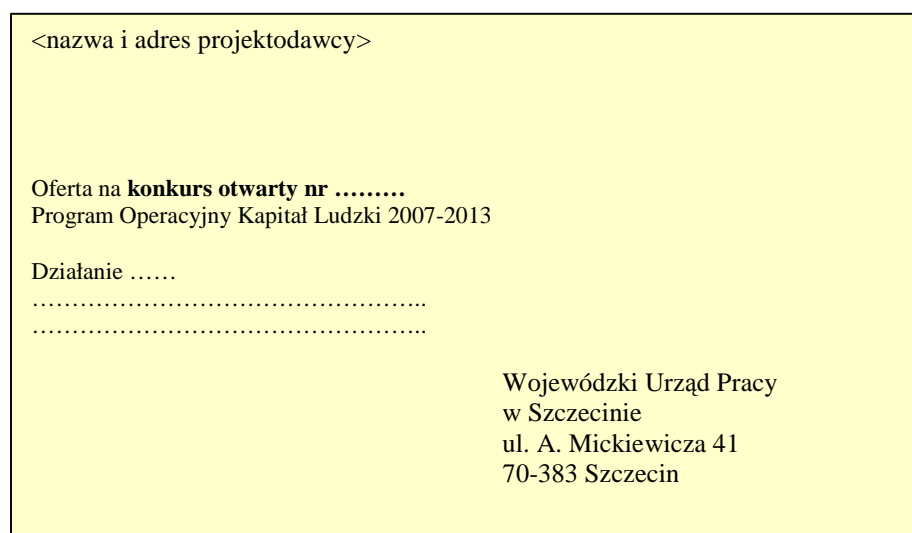 <nazwa i adres projektodawcy>
Oferta na konkurs otwarty nr ………
Program Operacyjny Kapitał Ludzki 2007-2013
Działanie ……
…………………………………………..
…………………………………………..
Wojewódzki Urząd Pracy
w Szczecinie
ul. A. Mickiewicza 41
70-383 Szczecin